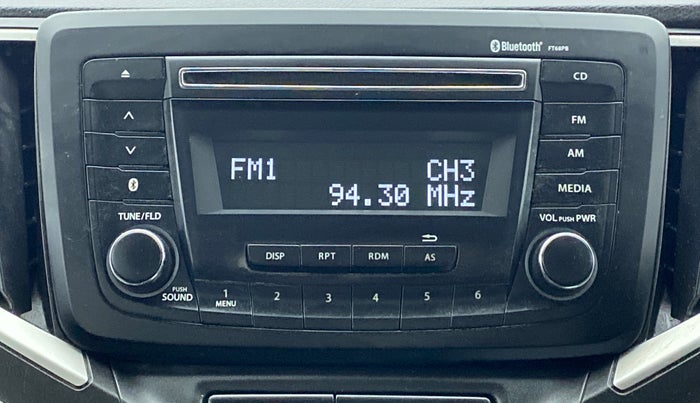 Bluetooth® FT68PB
CD
FM
AM
MEDIA
FM1 CH3
94.30 MHz
TUNE/FLD
VOL PUSH PWR
DISP RPT RDM AS
PUSH
SOUND
1 2 3 4 5 6
MENU